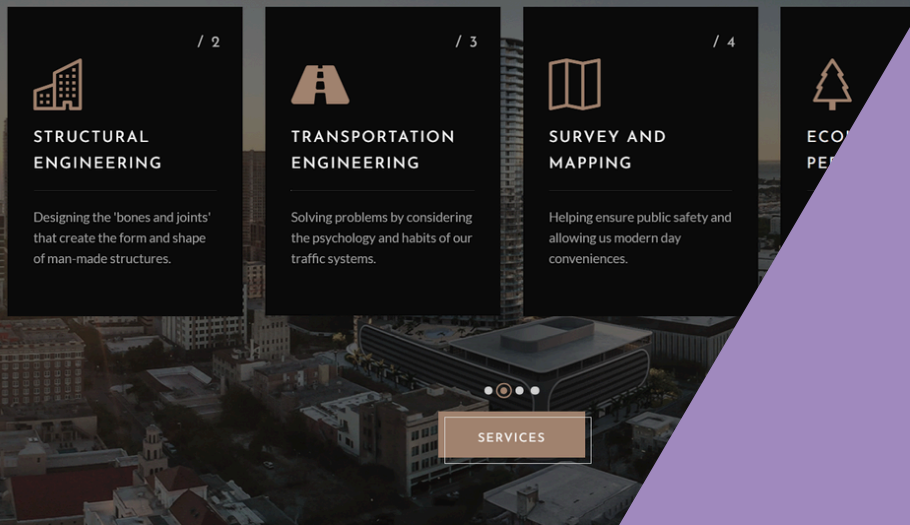 / 2
STRUCTURAL
ENGINEERING
Designing the 'bones and joints'
that create the form and shape
of man-made structures.
/ 3
TRANSPORTATION
ENGINEERING
Solving problems by considering
the psychology and habits of our
traffic systems.
/ 4
SURVEY AND
MAPPING
Helping ensure public safety and
allowing us modern day
conveniences.
SERVICES